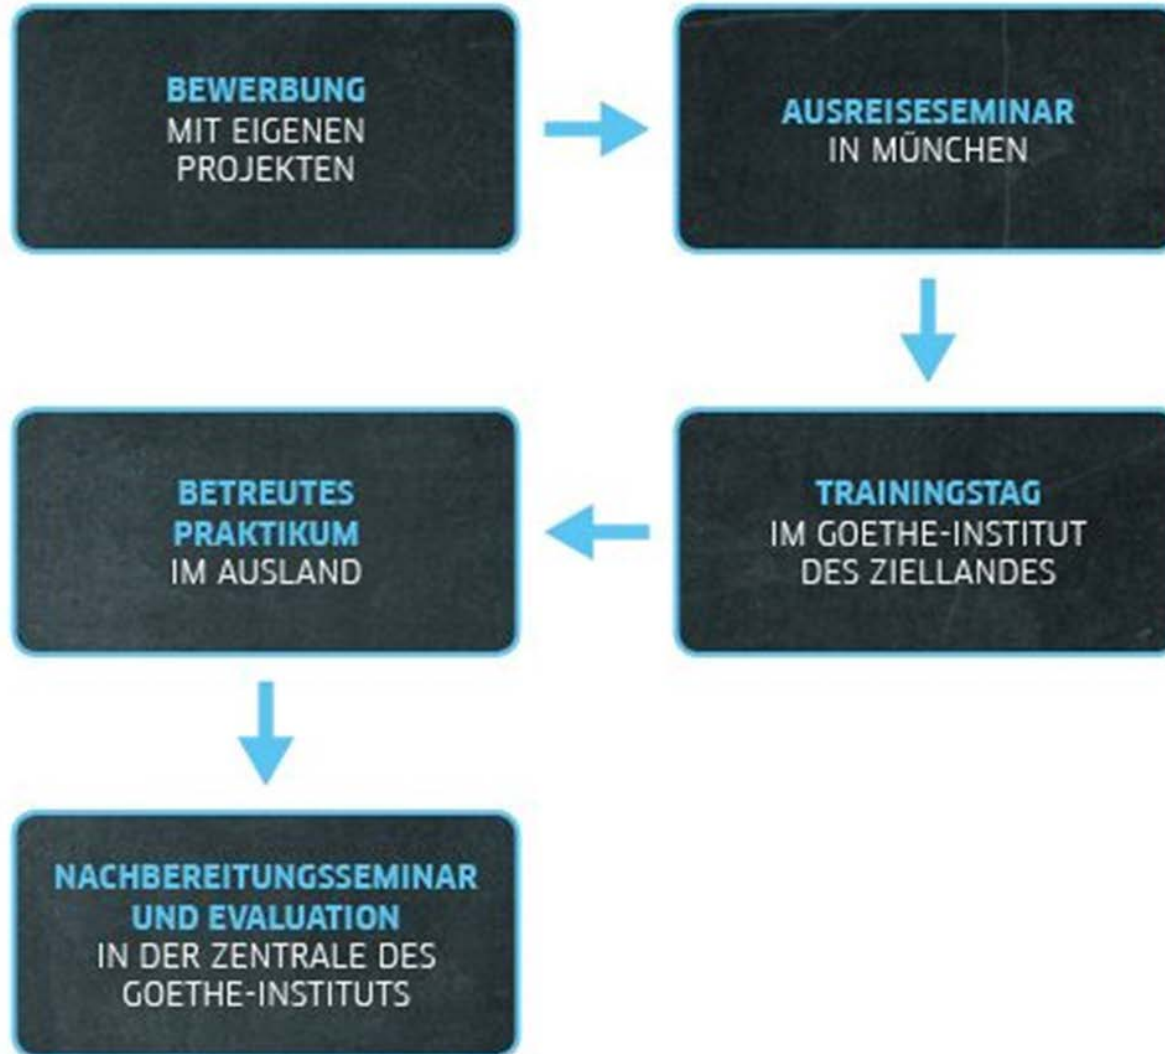 BEWERBUNG
MIT EIGENEN
PROJEKTEN
AUSREISESEMINAR
IN MÜNCHEN
TRAININGSTAG
IM GOETHE-INSTITUT
DES ZIELLANDES
BETREUTES
PRAKTIKUM
IM AUSLAND
NACHBEREITUNGSSEMINAR
UND EVALUATION
IN DER ZENTRALE DES
GOETHE-INSTITUTS